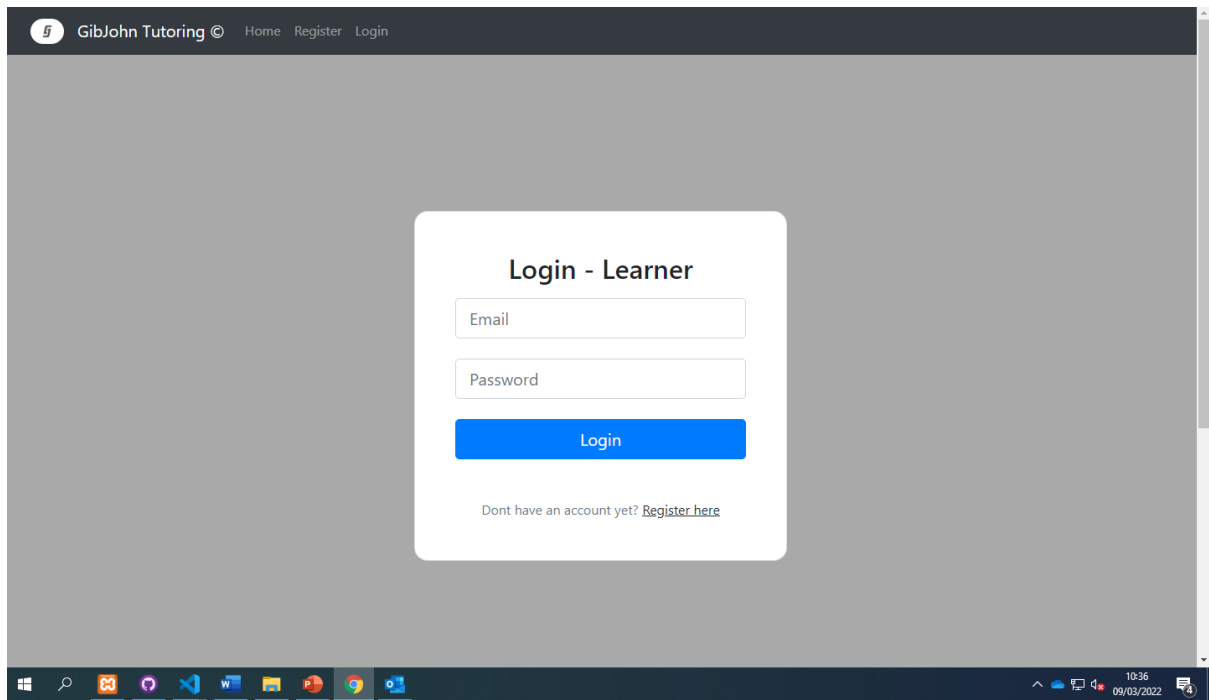 GibJohn Tutoring © Home Register Login
Login - Learner
Email
Password
Login
Dont have an account yet? Register here
10:36
09/03/2022
4